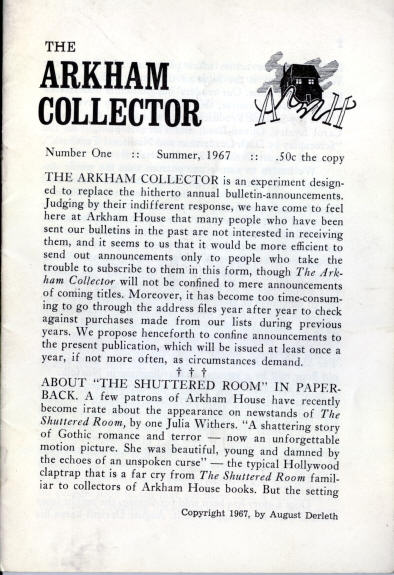 THE
ARKHAM
COLLECTOR
Number One :: Summer, 1967 :: .50c the copy
THE ARKHAM COLLECTOR is an experiment design-
ed to replace the hitherto annual bulletin-announcements.
Judging by their indifferent response, we have come to feel
here at Arkham House that many people who have been
sent our bulletins in the past are not interested in receiving
them, and it seems to us that it would be more efficient to
send out announcements only to people who take the
trouble to subscribe to them in this form, though The Ark-
ham Collector will not be confined to mere announcements
of coming titles. Moreover, it has become too time-consum-
ing to go through the address files year after year to check
against purchases made from our lists during previous
years. We propose henceforth to confine announcements to
the present publication, which will be issued at least once a
year, if not more often, as circumstances demand.
† † †
ABOUT "THE SHUTTERED ROOM" IN PAPER-
BACK. A few patrons of Arkham House have recently
become irate about the appearance on newstands of The
Shuttered Room, by one Julia Withers. "A shattering story
of Gothic romance and terror — now an unforgettable
motion picture. She was beautiful, young and damned by
the echoes of an unspoken curse" — the typical Hollywood
claptrap that is a far cry from The Shuttered Room famil-
iar to collectors of Arkham House books. But the setting
Copyright 1967, by August Derleth